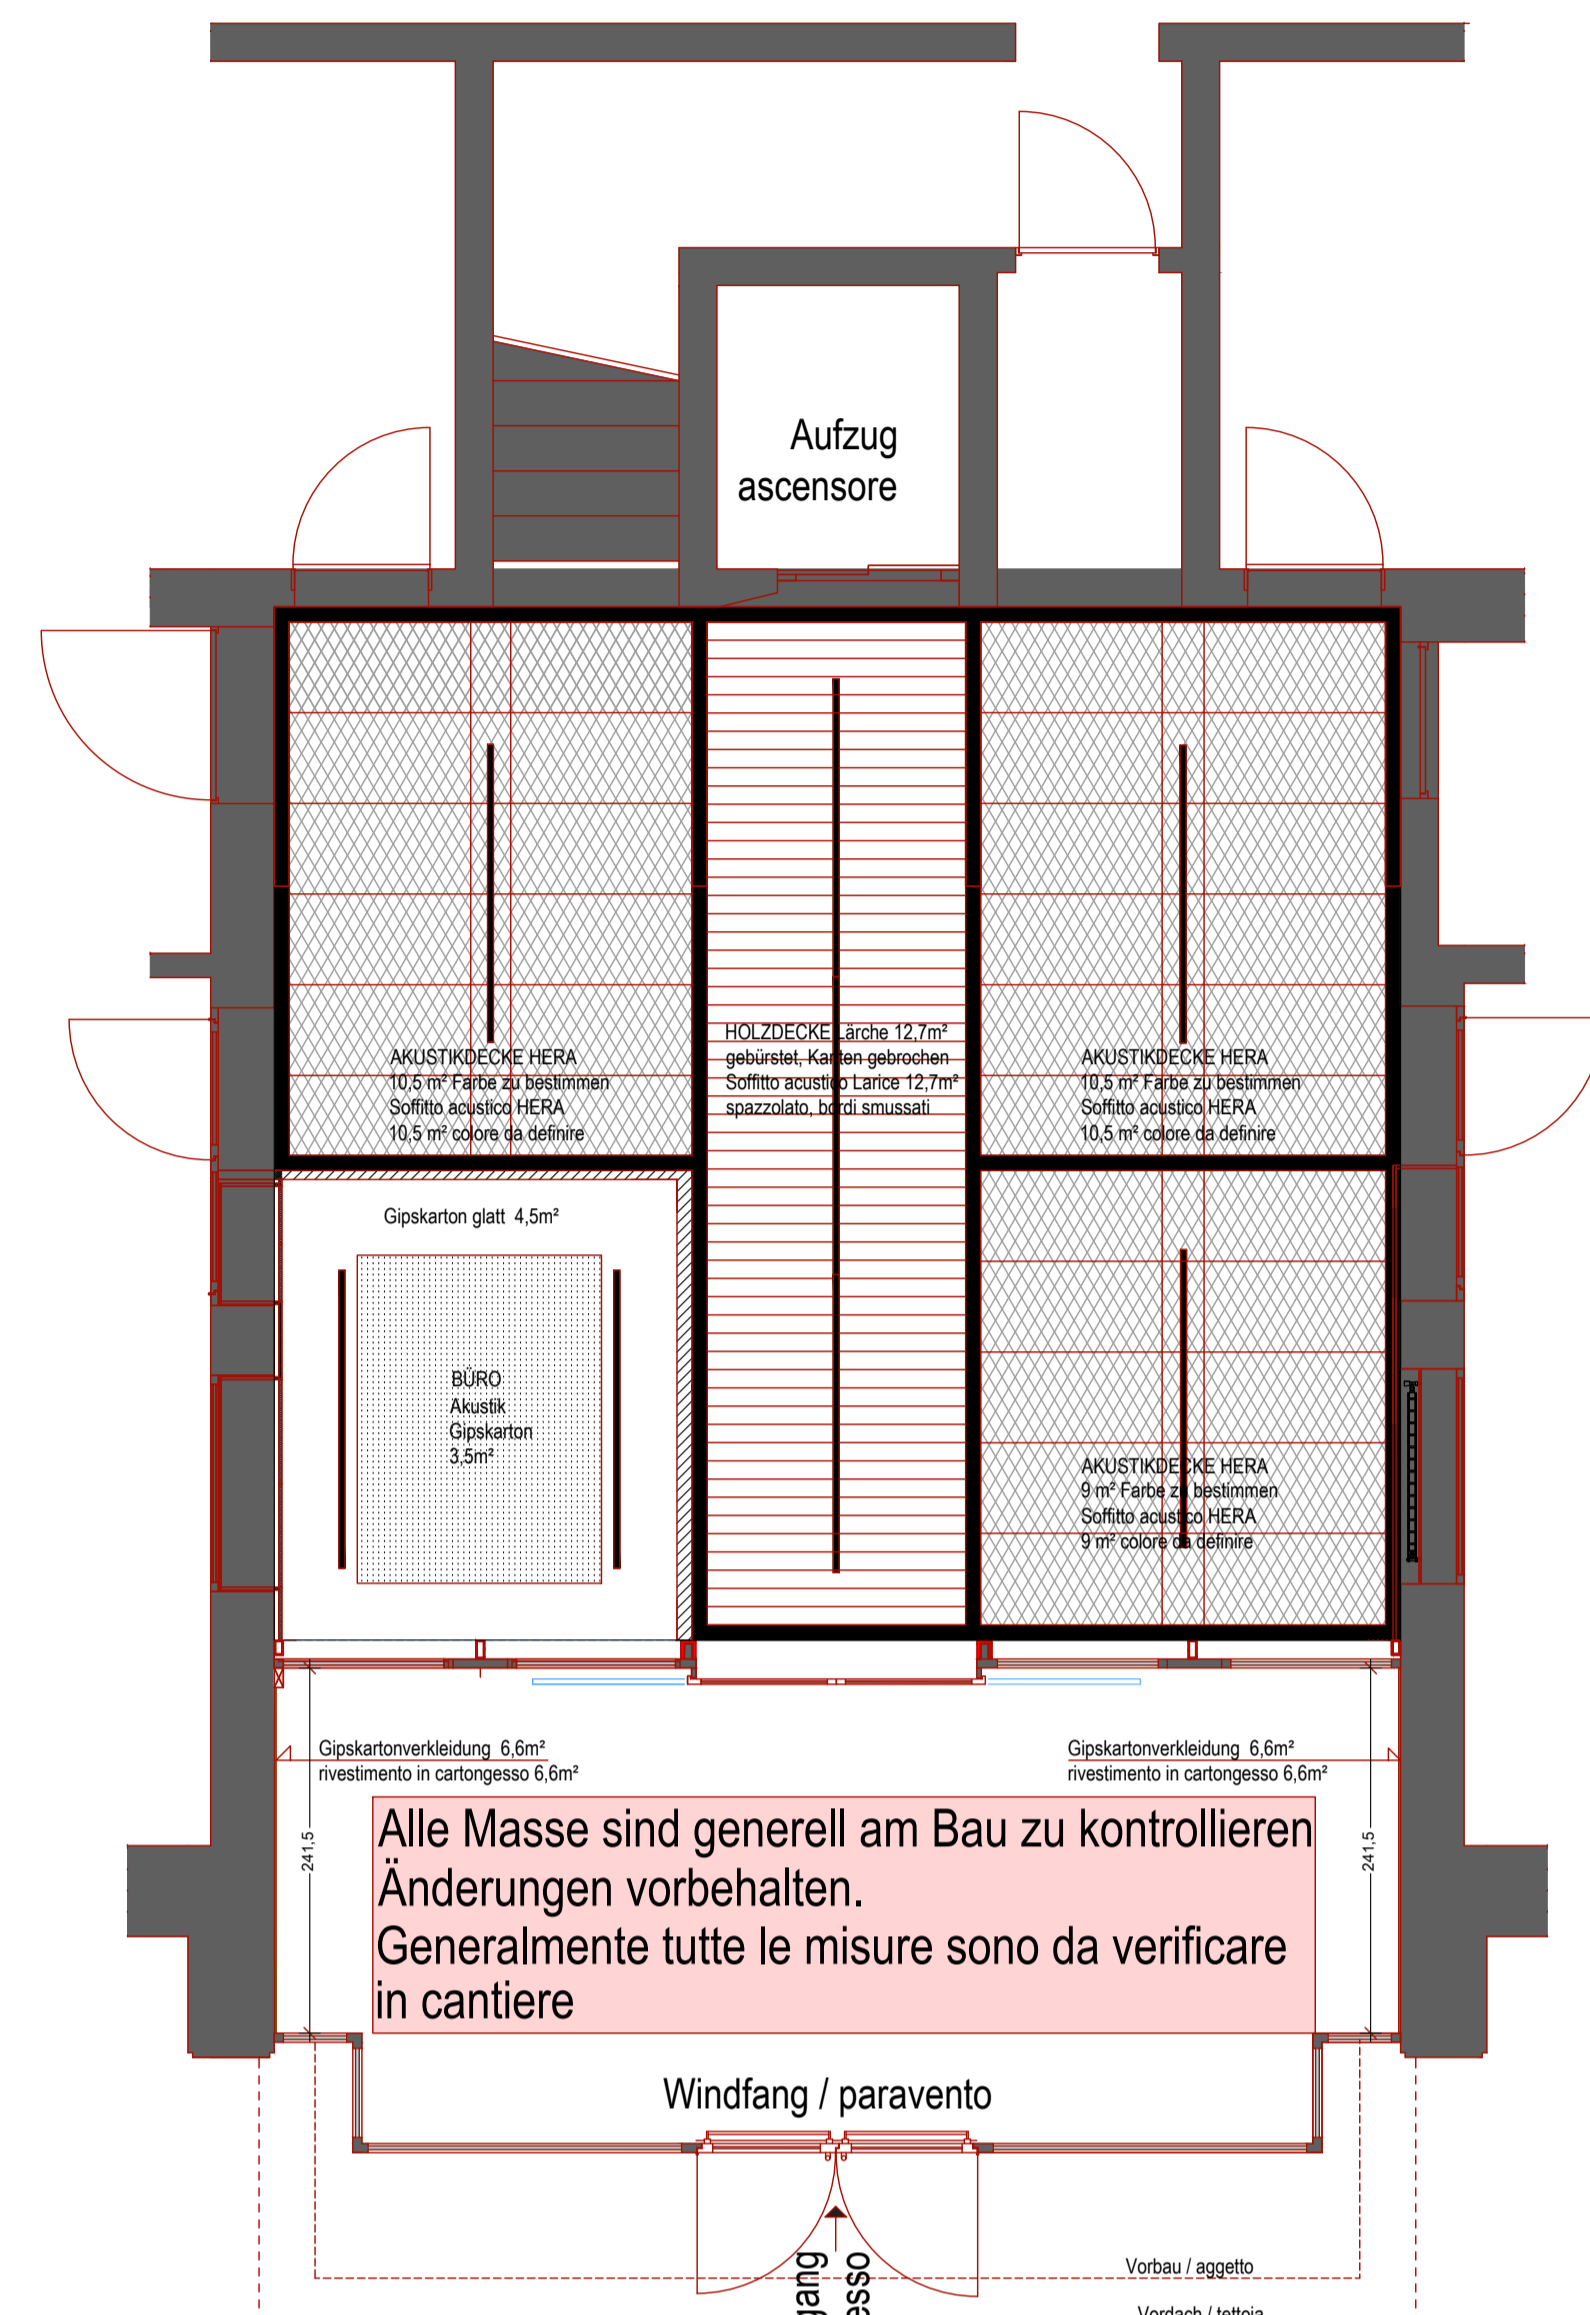 Aufzug
ascensore
AKUSTIKDECKE HERA
10,5 m² Farbe zu bestimmen
Soffitto acustico HERA
10,5 m² colore da definire
HOLZDECKE Lärche 12,7m²
gebürstet, Kanten gebrochen
Soffitto acustico Larice 12,7m²
spazzolato, bordi smussati
AKUSTIKDECKE HERA
10,5 m² Farbe zu bestimmen
Soffitto acustico HERA
10,5 m² colore da definire
Gipskarton glatt 4,5m²
BÜRO
Akustik
Gipskarton
3,5m²
AKUSTIKDECKE HERA
9 m² Farbe zu bestimmen
Soffitto acustico HERA
9 m² colore da definire
Gipskartonverkleidung 6,6m²
rivestimento in cartongesso 6,6m²
Gipskartonverkleidung 6,6m²
rivestimento in cartongesso 6,6m²
241,5
241,5
Alle Masse sind generell am Bau zu kontrollieren
Änderungen vorbehalten.
Generalmente tutte le misure sono da verificare
in cantiere
Windfang / paravento
gang
esso
Vorbau / aggetto
Vordach / tettoia